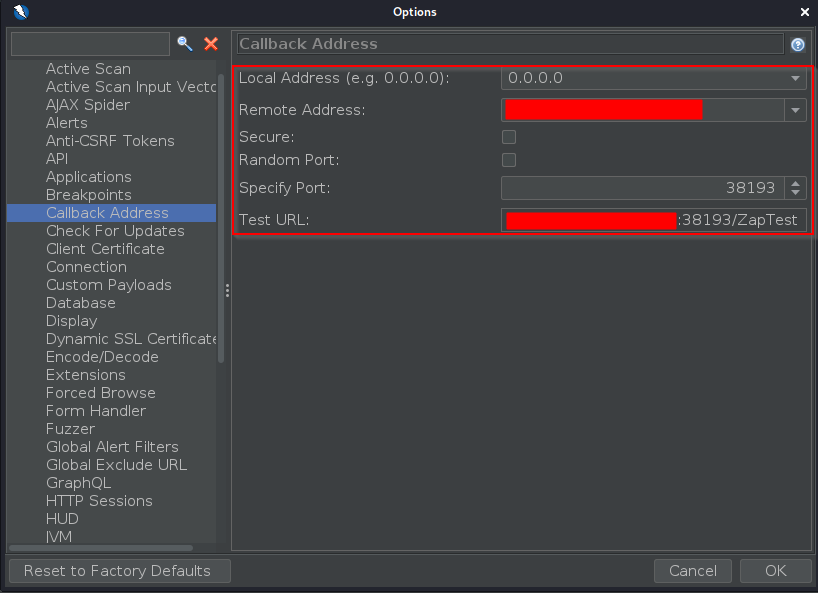 Options
Callback Address
Active Scan
Active Scan Input Vecto
AJAX Spider
Alerts
Anti-CSRF Tokens
API
Applications
Breakpoints
Callback Address
Check For Updates
Client Certificate
Connection
Custom Payloads
Database
Display
Dynamic SSL Certificate
Encode/Decode
Extensions
Forced Browse
Form Handler
Fuzzer
Global Alert Filters
Global Exclude URL
GraphQL
HTTP Sessions
HUD
JVM
Local Address (e.g. 0.0.0.0): 0.0.0.0
Remote Address:
Secure:
Random Port:
Specify Port: 38193
Test URL: :38193/ZapTest
Reset to Factory Defaults
Cancel
OK